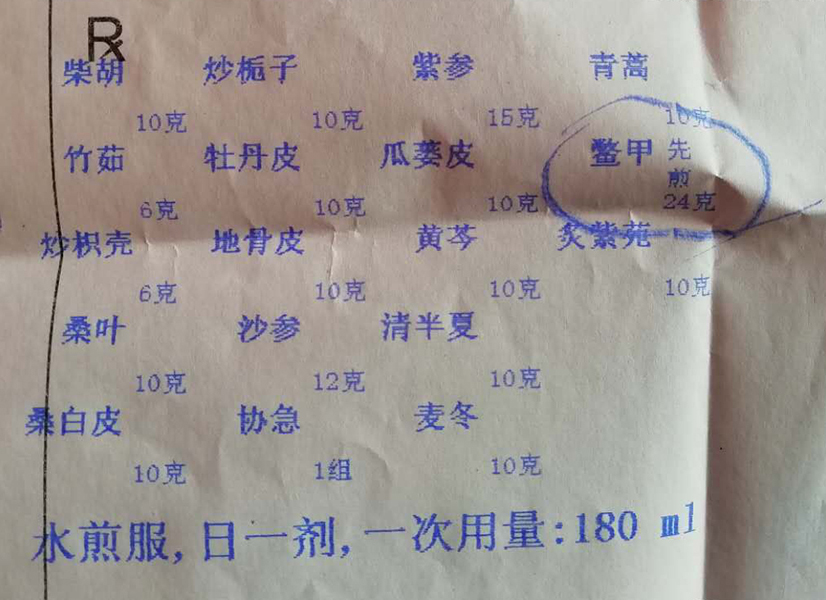 Rx
柴胡 炒栀子 紫参 青蒿
10克 10克 15克 10克
竹茹 牡丹皮 瓜蒌皮 鳖甲 先煎
6克 10克 10克 24克
炒枳壳 地骨皮 黄芩 炙紫菀
6克 10克 10克 10克
桑叶 沙参 清半夏
10克 12克 10克
桑白皮 协急 麦冬
10克 1组 10克
水煎服,日一剂,一次用量:180 ml